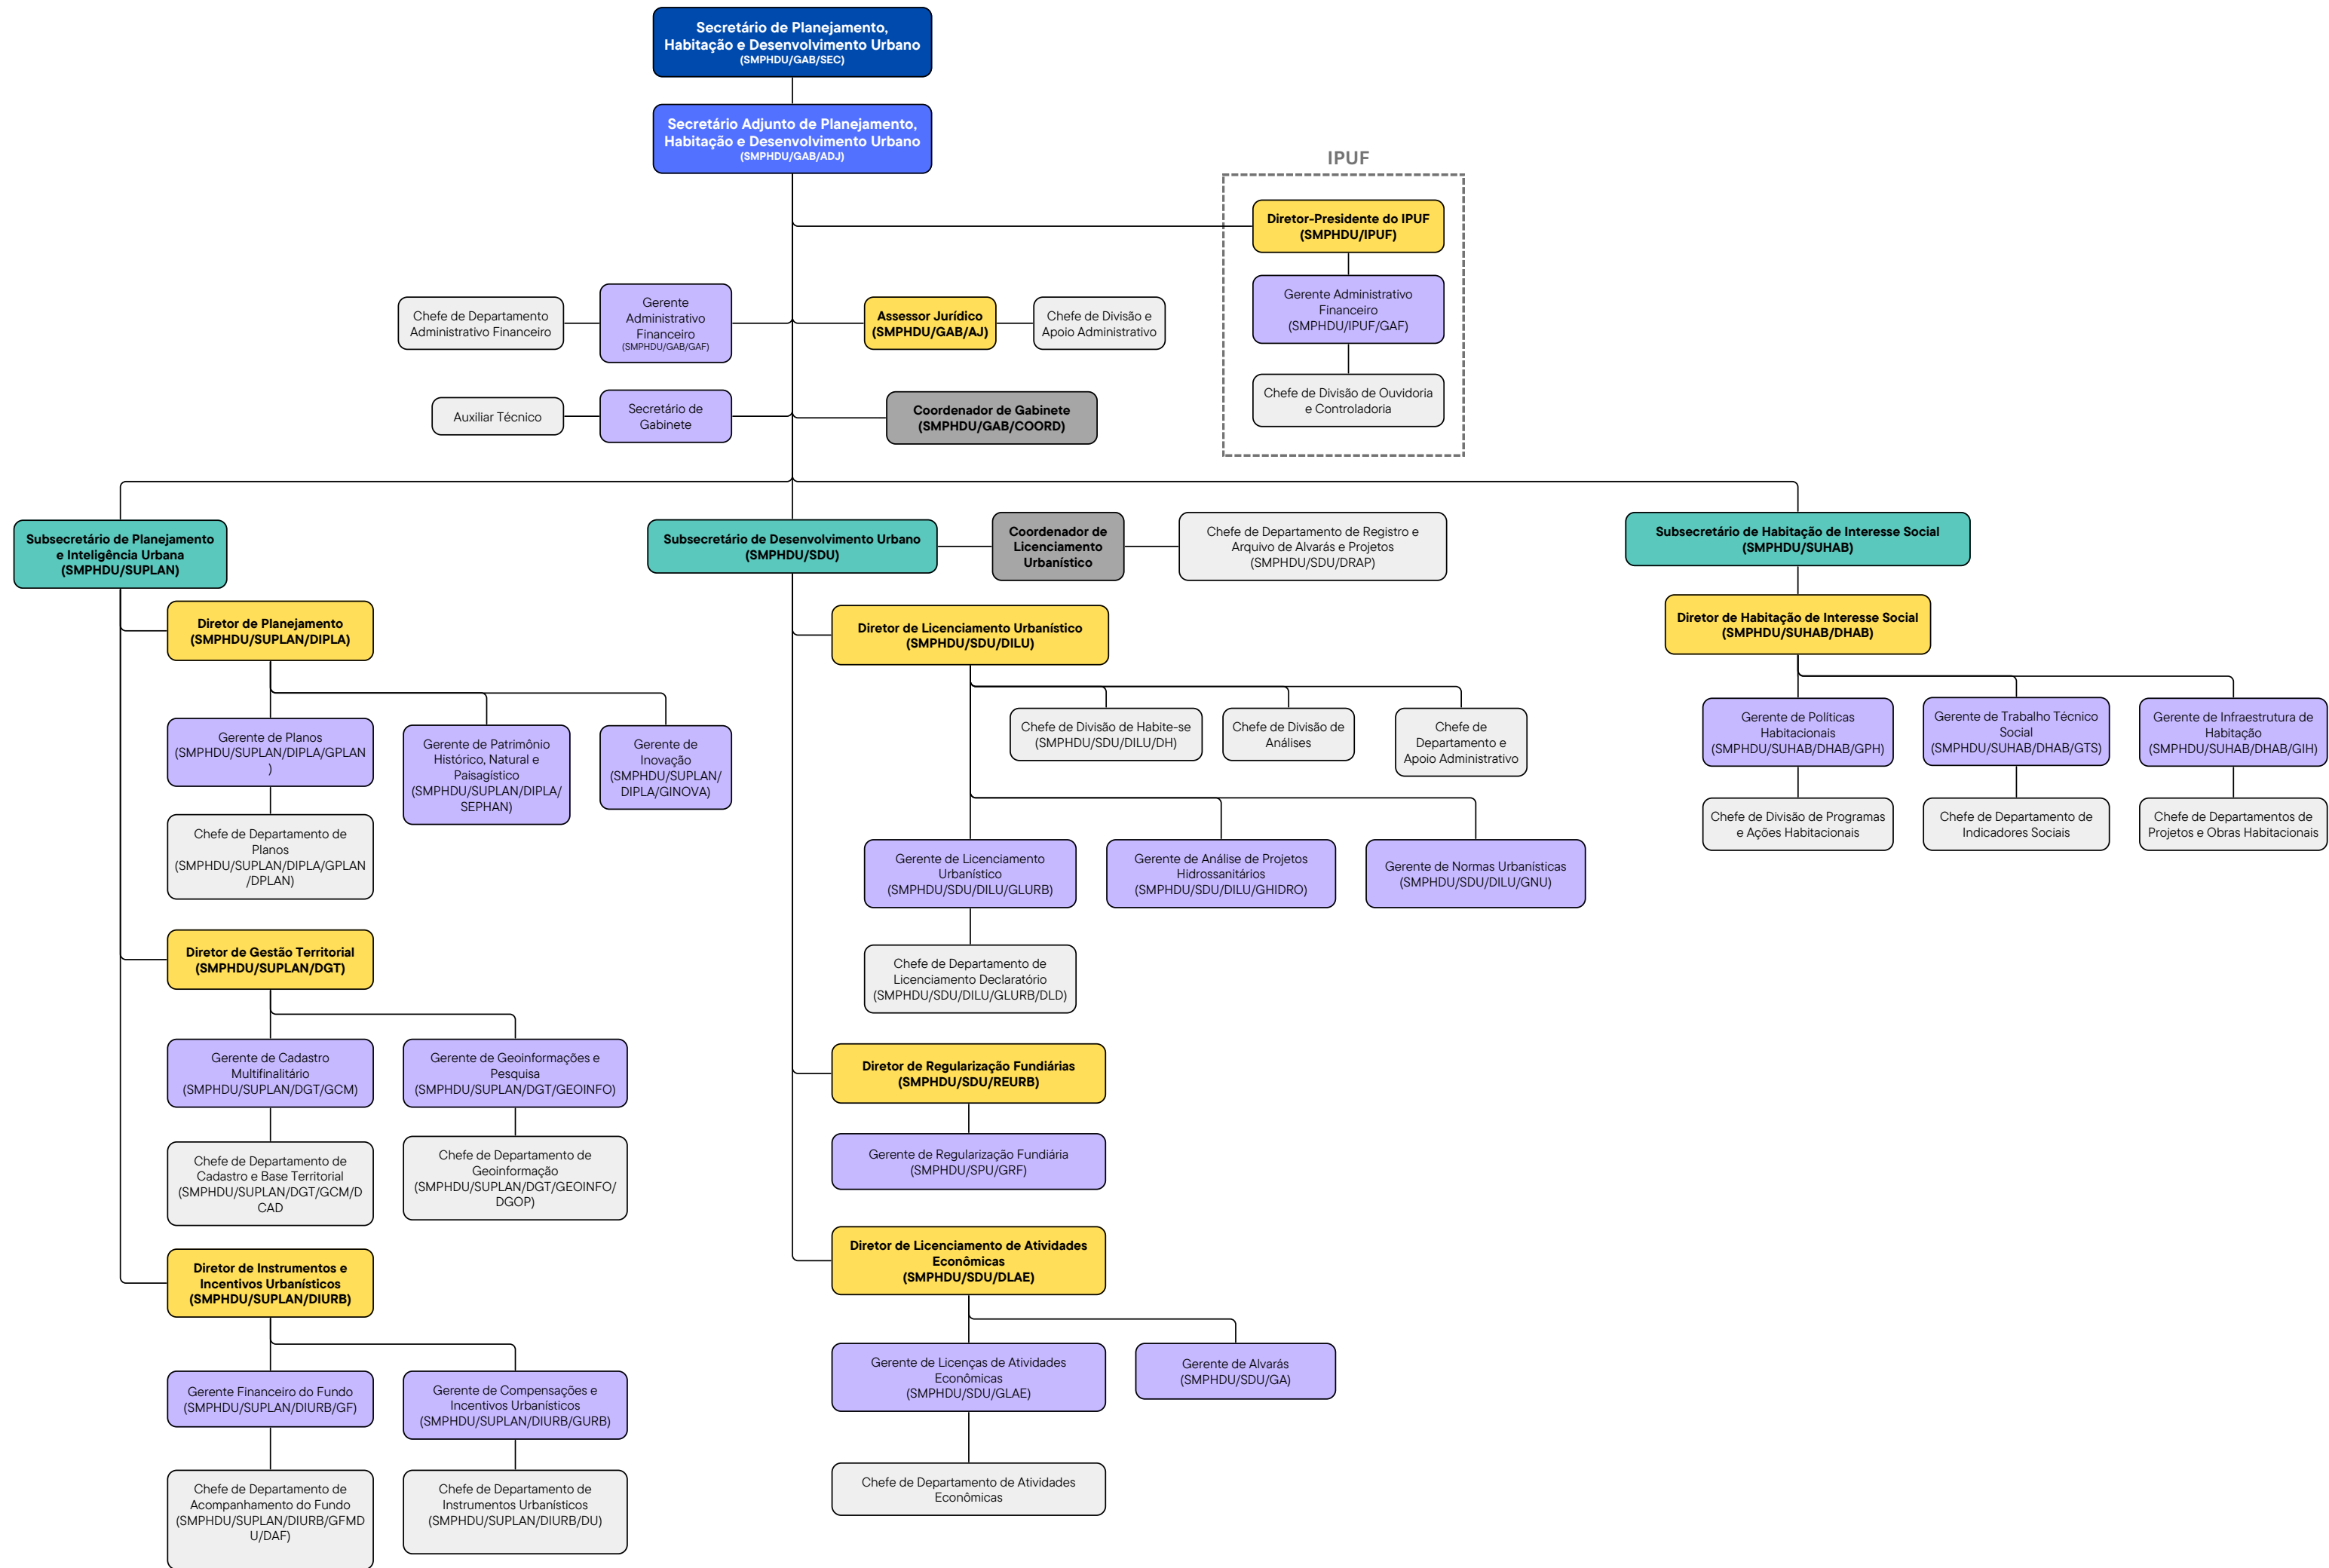 Secretário de Planejamento,
Habitação e Desenvolvimento Urbano
(SMPHDU/GAB/SEC)
Secretário Adjunto de Planejamento,
Habitação e Desenvolvimento Urbano
(SMPHDU/GAB/ADJ)
IPUF
Diretor-Presidente do IPUF
(SMPHDU/IPUF)
Gerente Administrativo
Financeiro
(SMPHDU/IPUF/GAF)
Chefe de Divisão de Ouvidoria
e Controladoria
Chefe de Departamento
Administrativo Financeiro
Gerente
Administrativo
Financeiro
(SMPHDU/GAB/GAF)
Assessor Jurídico
(SMPHDU/GAB/AJ)
Chefe de Divisão e
Apoio Administrativo
Auxiliar Técnico
Secretário de
Gabinete
Coordenador de Gabinete
(SMPHDU/GAB/COORD)
Subsecretário de Planejamento
e Inteligência Urbana
(SMPHDU/SUPLAN)
Subsecretário de Desenvolvimento Urbano
(SMPHDU/SDU)
Coordenador de
Licenciamento
Urbanístico
Chefe de Departamento de Registro e
Arquivo de Alvarás e Projetos
(SMPHDU/SDU/DRAP)
Subsecretário de Habitação de Interesse Social
(SMPHDU/SUHAB)
Diretor de Planejamento
(SMPHDU/SUPLAN/DIPLA)
Gerente de Planos
(SMPHDU/SUPLAN/DIPLA/GPLAN
)
Gerente de Patrimônio
Histórico, Natural e
Paisagístico
(SMPHDU/SUPLAN/DIPLA/
SEPHAN)
Gerente de
Inovação
(SMPHDU/SUPLAN/
DIPLA/GINOVA)
Chefe de Departamento de
Planos
(SMPHDU/SUPLAN/DIPLA/GPLAN
/DPLAN)
Diretor de Gestão Territorial
(SMPHDU/SUPLAN/DGT)
Gerente de Cadastro
Multifinalitário
(SMPHDU/SUPLAN/DGT/GCM)
Gerente de Geoinformações e
Pesquisa
(SMPHDU/SUPLAN/DGT/GEOINFO)
Chefe de Departamento de
Cadastro e Base Territorial
(SMPHDU/SUPLAN/DGT/GCM/D
CAD
Chefe de Departamento de
Geoinformação
(SMPHDU/SUPLAN/DGT/GEOINFO/
DGOP)
Diretor de Instrumentos e
Incentivos Urbanísticos
(SMPHDU/SUPLAN/DIURB)
Gerente Financeiro do Fundo
(SMPHDU/SUPLAN/DIURB/GF)
Gerente de Compensações e
Incentivos Urbanísticos
(SMPHDU/SUPLAN/DIURB/GURB)
Chefe de Departamento de
Acompanhamento do Fundo
(SMPHDU/SUPLAN/DIURB/GFMD
U/DAF)
Chefe de Departamento de
Instrumentos Urbanísticos
(SMPHDU/SUPLAN/DIURB/DU)
Diretor de Licenciamento Urbanístico
(SMPHDU/SDU/DILU)
Chefe de Divisão de Habite-se
(SMPHDU/SDU/DILU/DH)
Chefe de Divisão de
Análises
Chefe de
Departamento e
Apoio Administrativo
Gerente de Licenciamento
Urbanístico
(SMPHDU/SDU/DILU/GLURB)
Gerente de Análise de Projetos
Hidrossanitários
(SMPHDU/SDU/DILU/GHIDRO)
Gerente de Normas Urbanísticas
(SMPHDU/SDU/DILU/GNU)
Chefe de Departamento de
Licenciamento Declaratório
(SMPHDU/SDU/DILU/GLURB/DLD)
Diretor de Regularização Fundiárias
(SMPHDU/SDU/REURB)
Gerente de Regularização Fundiária
(SMPHDU/SPU/GRF)
Diretor de Licenciamento de Atividades
Econômicas
(SMPHDU/SDU/DLAE)
Gerente de Licenças de Atividades
Econômicas
(SMPHDU/SDU/GLAE)
Gerente de Alvarás
(SMPHDU/SDU/GA)
Chefe de Departamento de Atividades
Econômicas
Diretor de Habitação de Interesse Social
(SMPHDU/SUHAB/DHAB)
Gerente de Políticas
Habitacionais
(SMPHDU/SUHAB/DHAB/GPH)
Gerente de Trabalho Técnico
Social
(SMPHDU/SUHAB/DHAB/GTS)
Gerente de Infraestrutura de
Habitação
(SMPHDU/SUHAB/DHAB/GIH)
Chefe de Divisão de Programas
e Ações Habitacionais
Chefe de Departamento de
Indicadores Sociais
Chefe de Departamentos de
Projetos e Obras Habitacionais